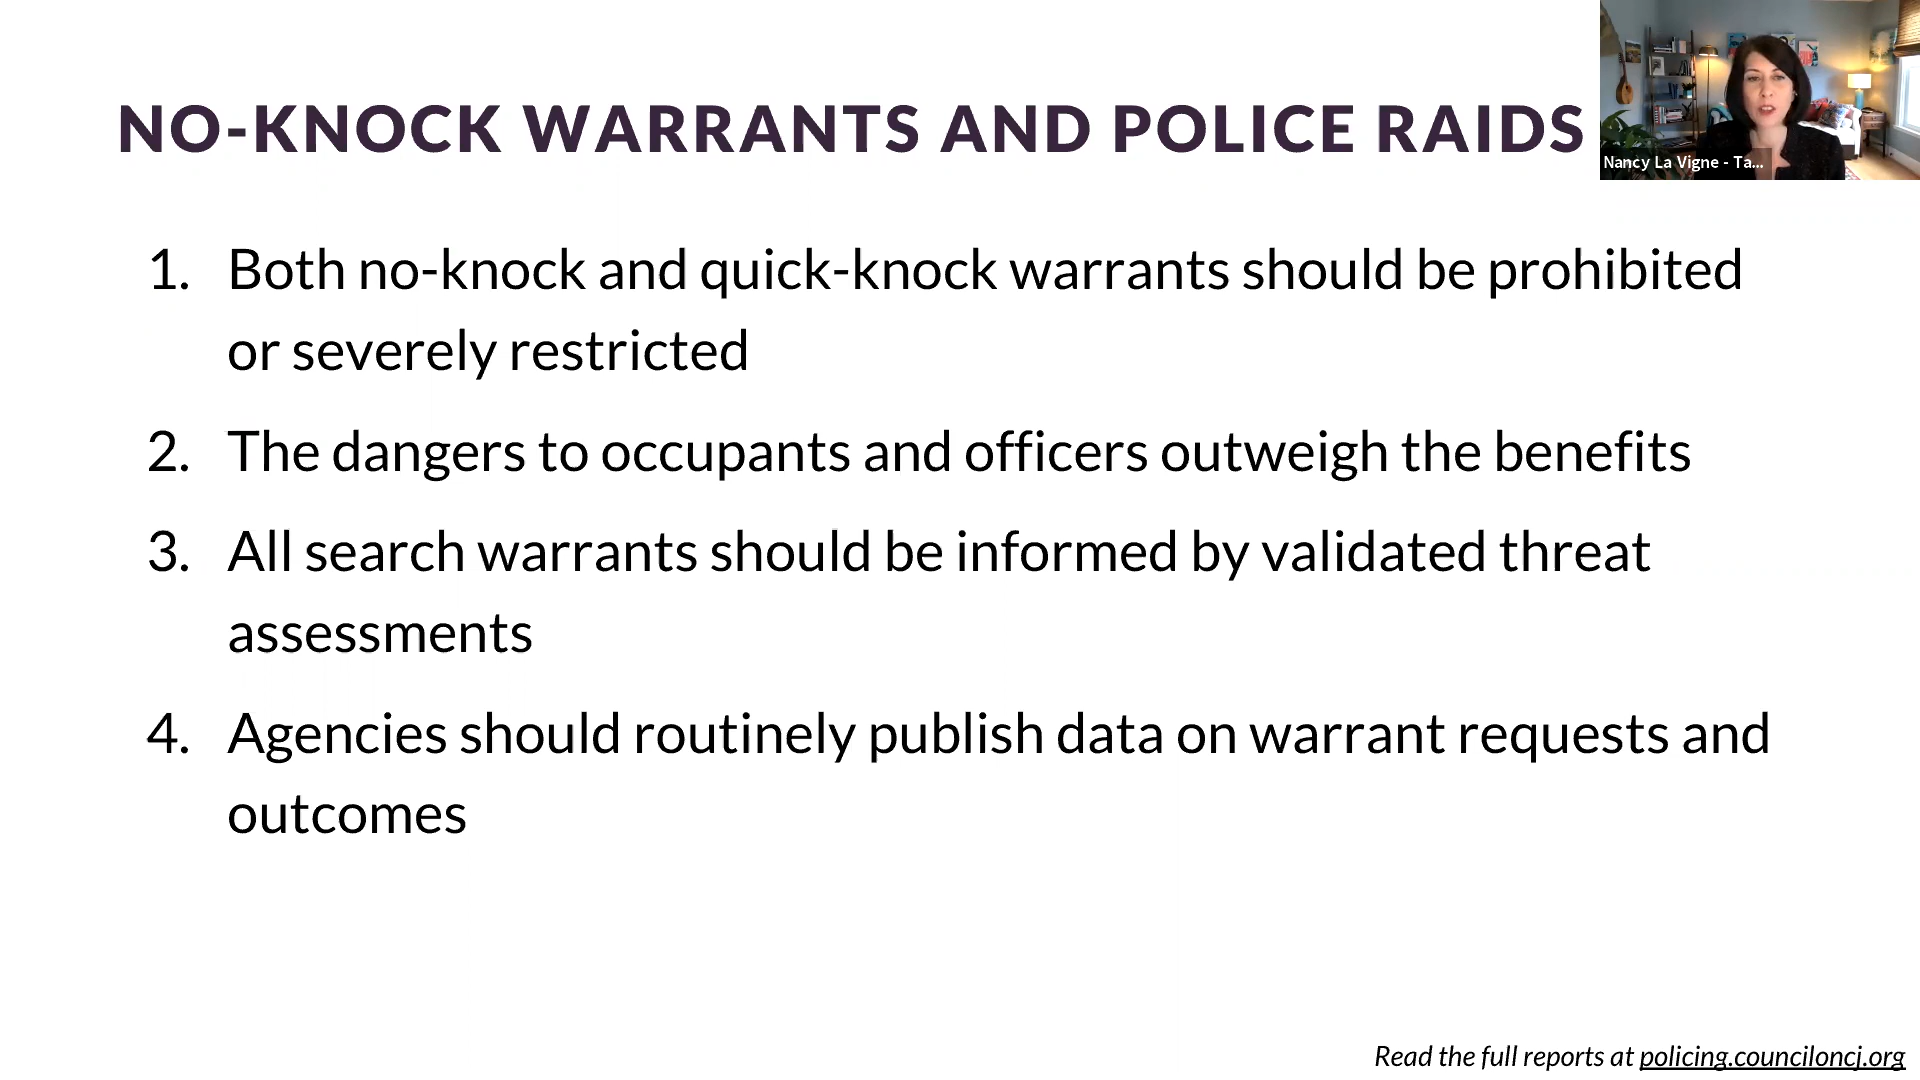 NO-KNOCK WARRANTS AND POLICE RAIDS
Nancy La Vigne - Ta...
1. Both no-knock and quick-knock warrants should be prohibited
or severely restricted
2. The dangers to occupants and officers outweigh the benefits
3. All search warrants should be informed by validated threat
assessments
4. Agencies should routinely publish data on warrant requests and
outcomes
Read the full reports at policing.counciloncj.org